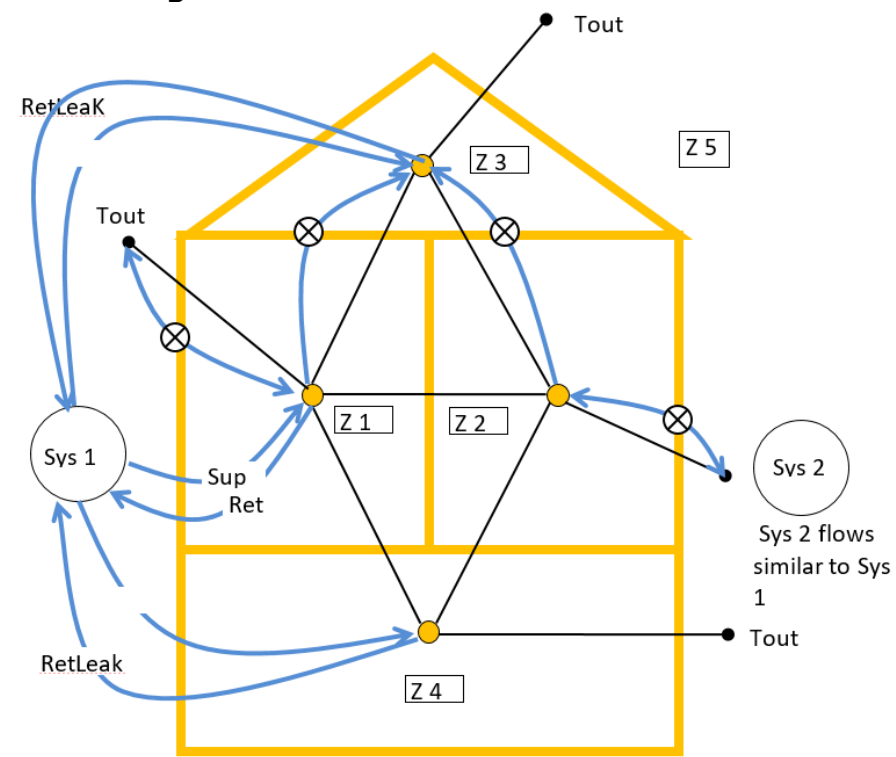 Tout
RetLeaK
Z 3
Z 5
Tout
Z 1
Z 2
Sys 1
Sup
Ret
Sys 2
Sys 2 flows
similar to Sys
1
Tout
RetLeak
Z 4